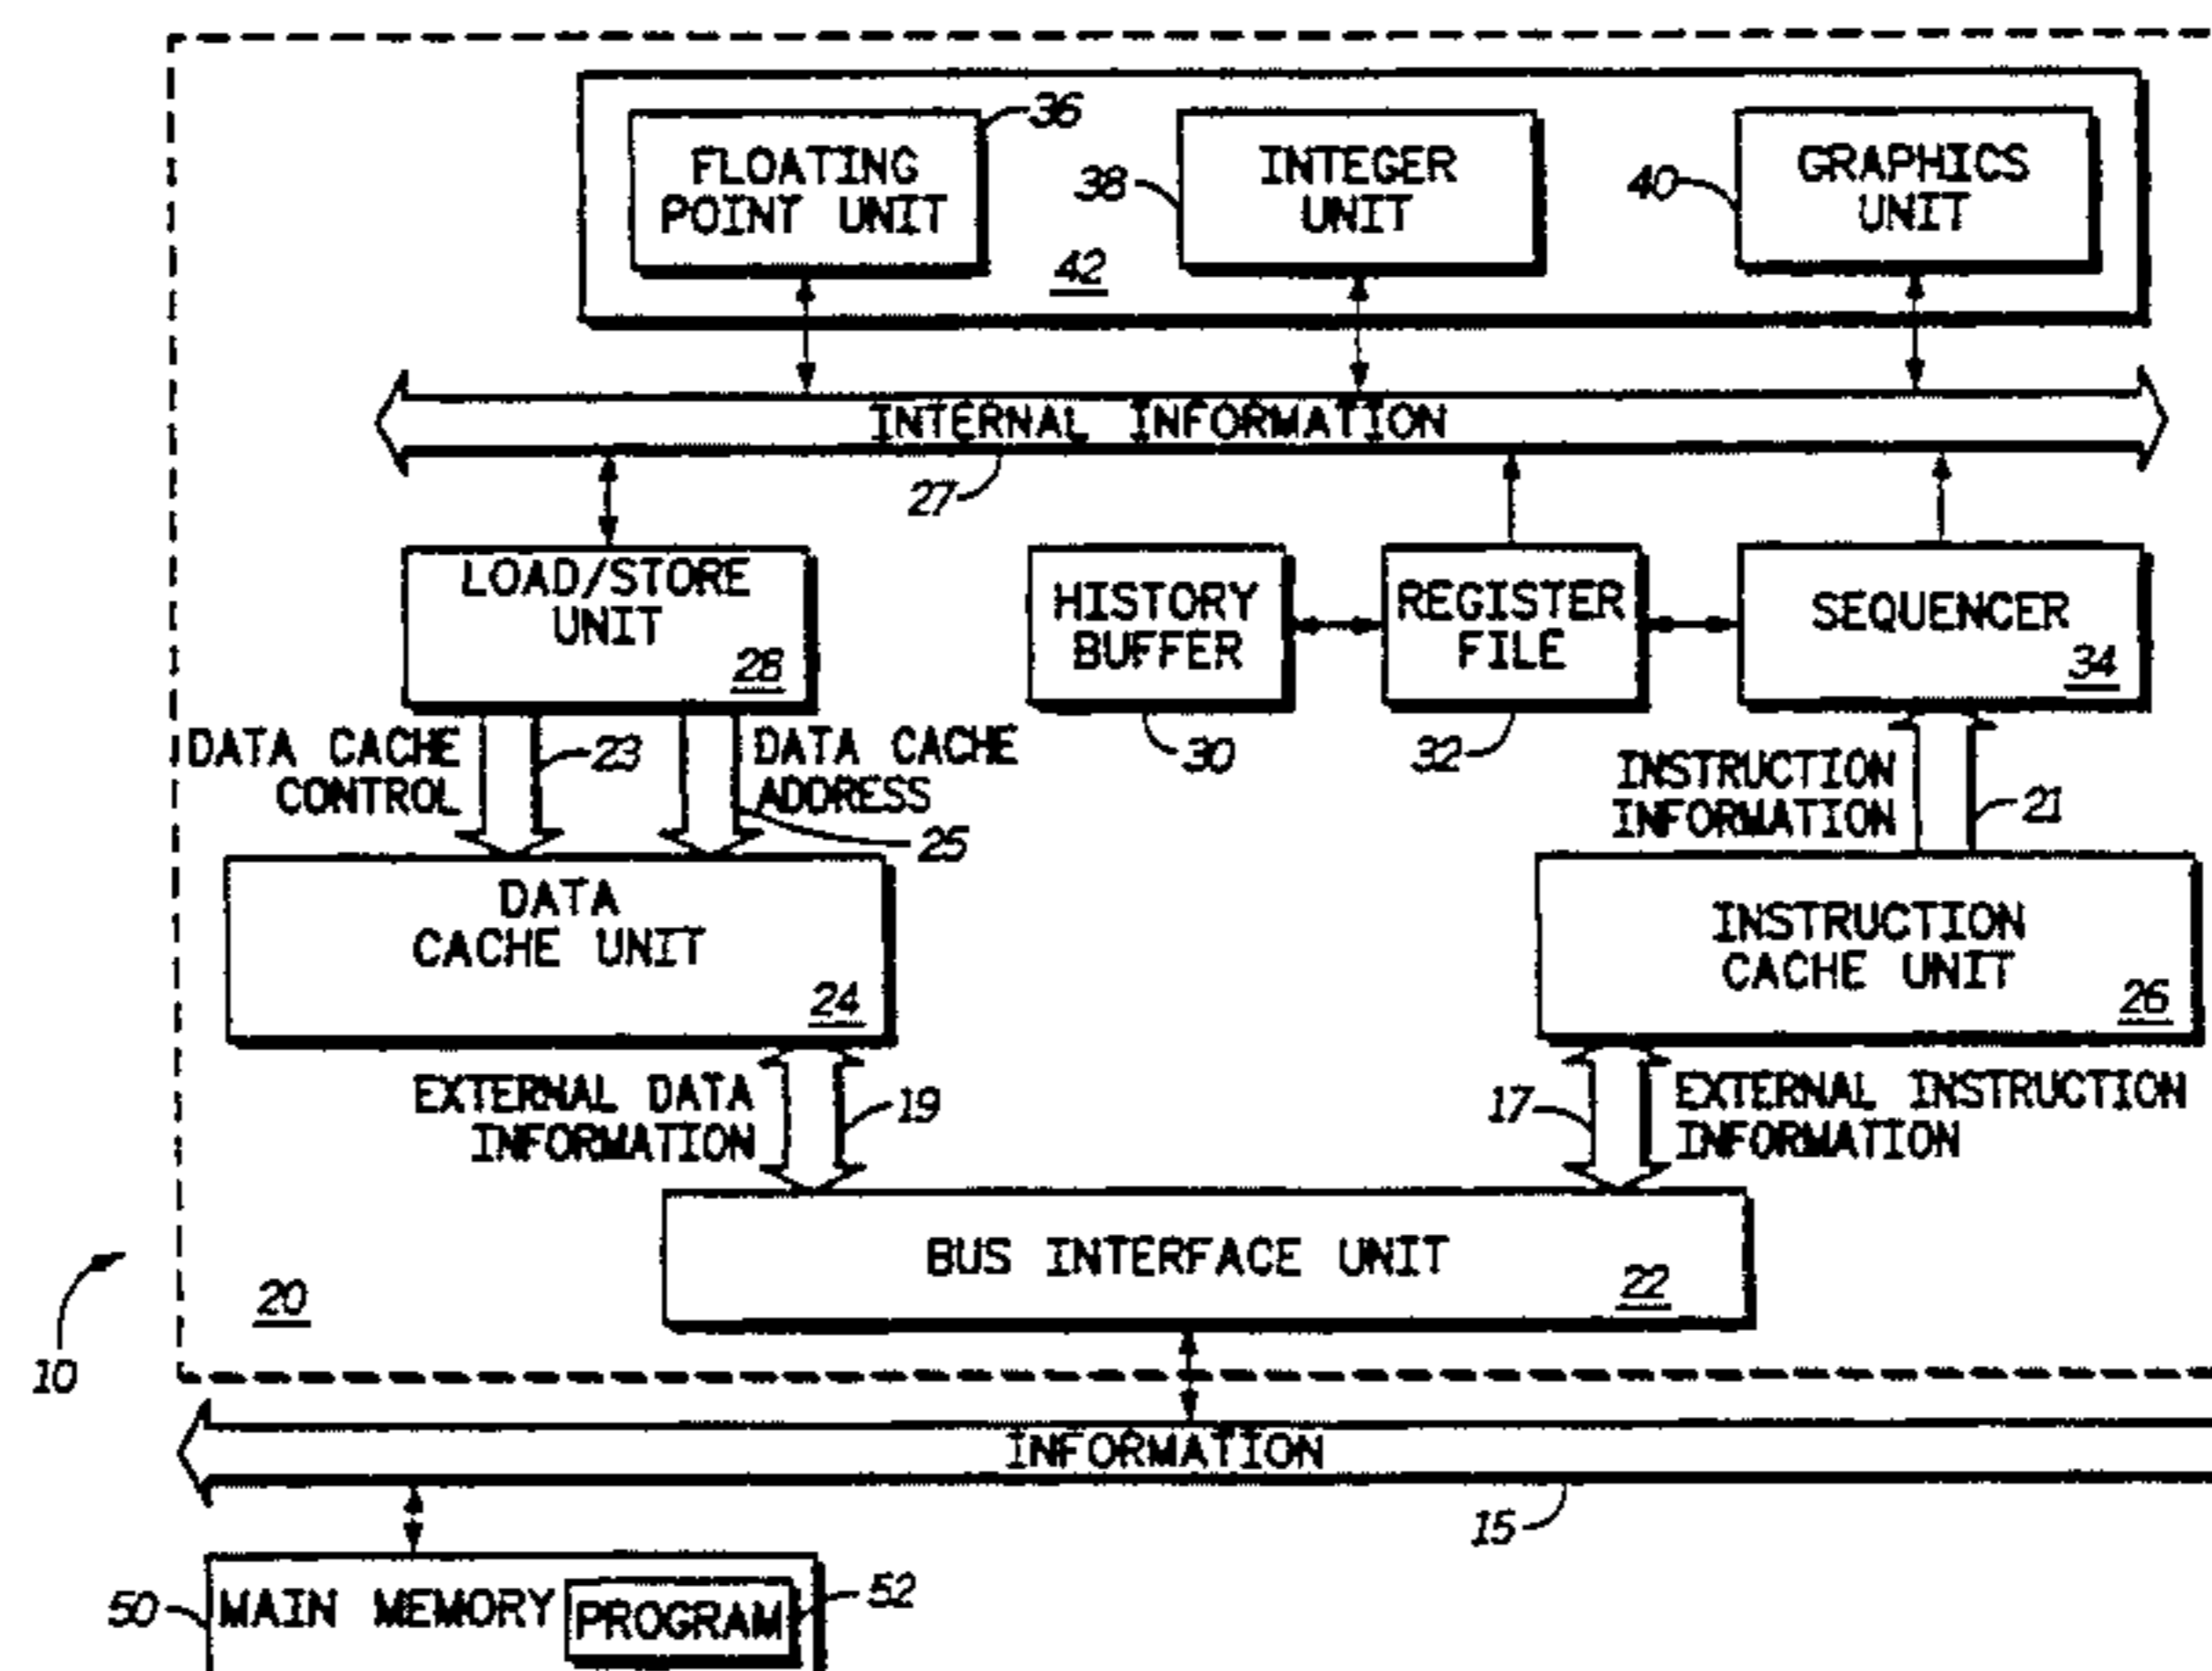 36
FLOATING
POINT UNIT
38
INTEGER
UNIT
40
GRAPHICS
UNIT
42
INTERNAL INFORMATION
27
LOAD/STORE
UNIT
28
HISTORY
BUFFER
30
REGISTER
FILE
32
SEQUENCER
34
DATA CACHE
CONTROL
23
DATA CACHE
ADDRESS
25
INSTRUCTION
INFORMATION
21
DATA
CACHE UNIT
24
INSTRUCTION
CACHE UNIT
26
EXTERNAL DATA
INFORMATION
19
17
EXTERNAL INSTRUCTION
INFORMATION
BUS INTERFACE UNIT
22
20
10
INFORMATION
15
50
MAIN MEMORY
PROGRAM
52